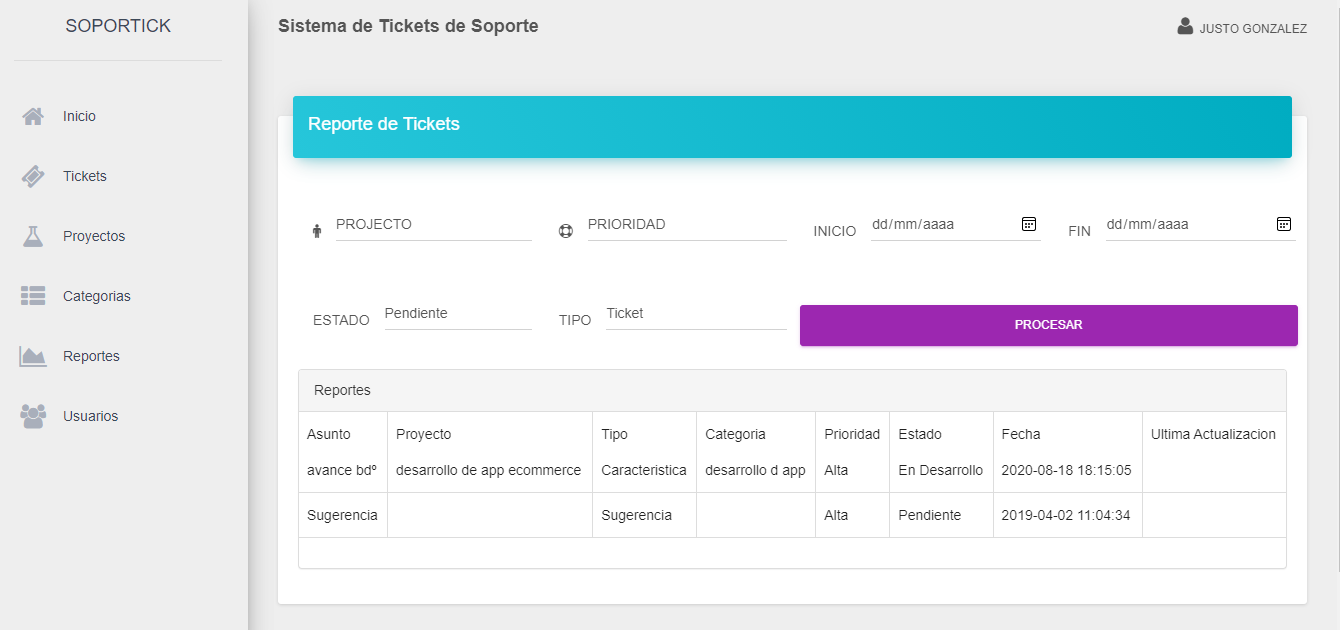 SOPORTICK
Sistema de Tickets de Soporte
JUSTO GONZALEZ
Inicio
Tickets
Proyectos
Categorias
Reportes
Usuarios
Reporte de Tickets
PROJECTO PRIORIDAD INICIO dd/mm/aaaa FIN dd/mm/aaaa
ESTADO Pendiente TIPO Ticket PROCESAR
Reportes
Asunto Proyecto Tipo Categoria Prioridad Estado Fecha Ultima Actualizacion
avance bdº desarrollo de app ecommerce Caracteristica desarrollo d app Alta En Desarrollo 2020-08-18 18:15:05
Sugerencia Sugerencia Alta Pendiente 2019-04-02 11:04:34